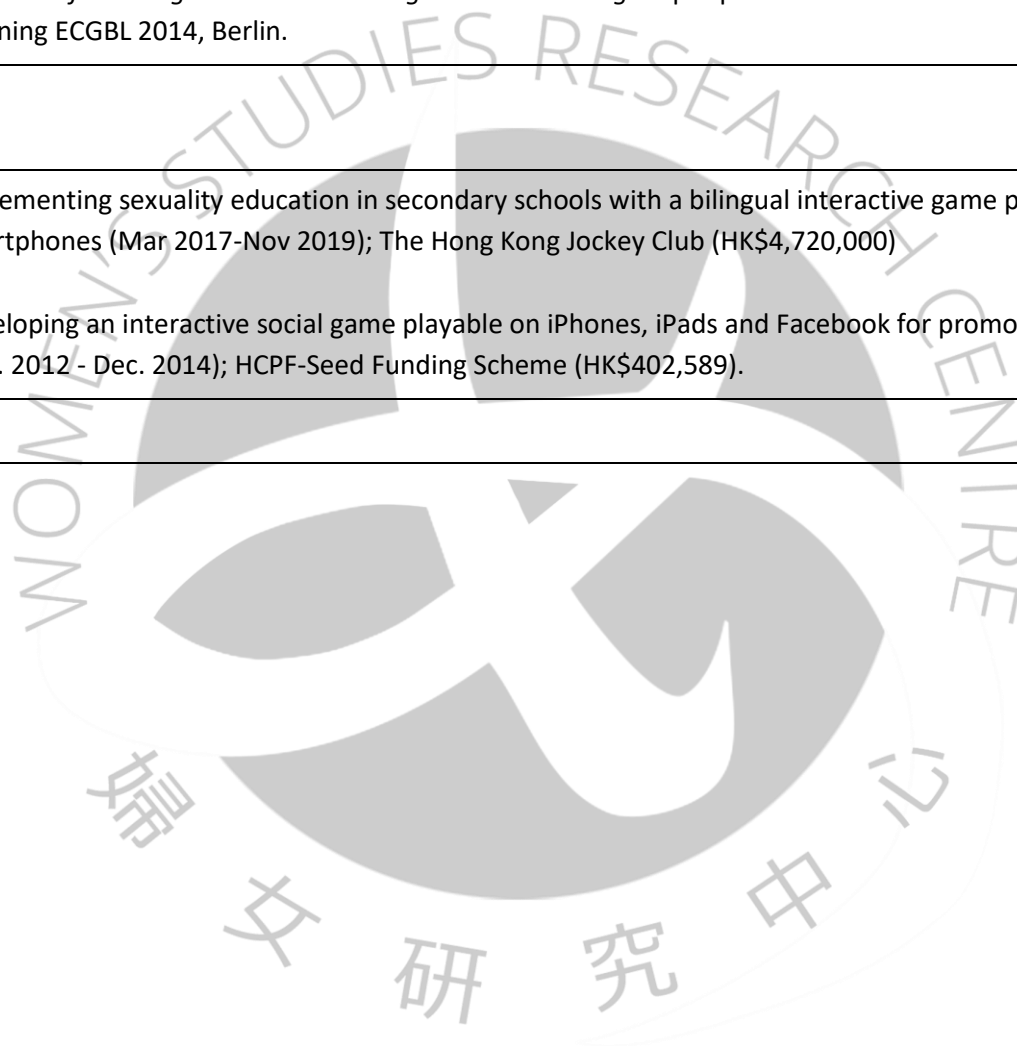 ning ECGBL 2014, Berlin.
ementing sexuality education in secondary schools with a bilingual interactive game p
rtphones (Mar 2017-Nov 2019); The Hong Kong Jockey Club (HK$4,720,000)
eloping an interactive social game playable on iPhones, iPads and Facebook for promo
. 2012 - Dec. 2014); HCPF-Seed Funding Scheme (HK$402,589).
WOMEN'S STUDIES RESEARCH CENTRE
婦女研究中心